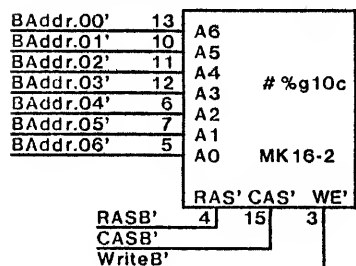 BAddr.00' 13 A6
BAddr.01' 10 A5
BAddr.02' 11 A4
BAddr.03' 12 A3 # %g10c
BAddr.04' 6 A2
BAddr.05' 7 A1
BAddr.06' 5 A0 MK16-2
RAS' CAS' WE'
RASB' 4 15 3
CASB'
WriteB'